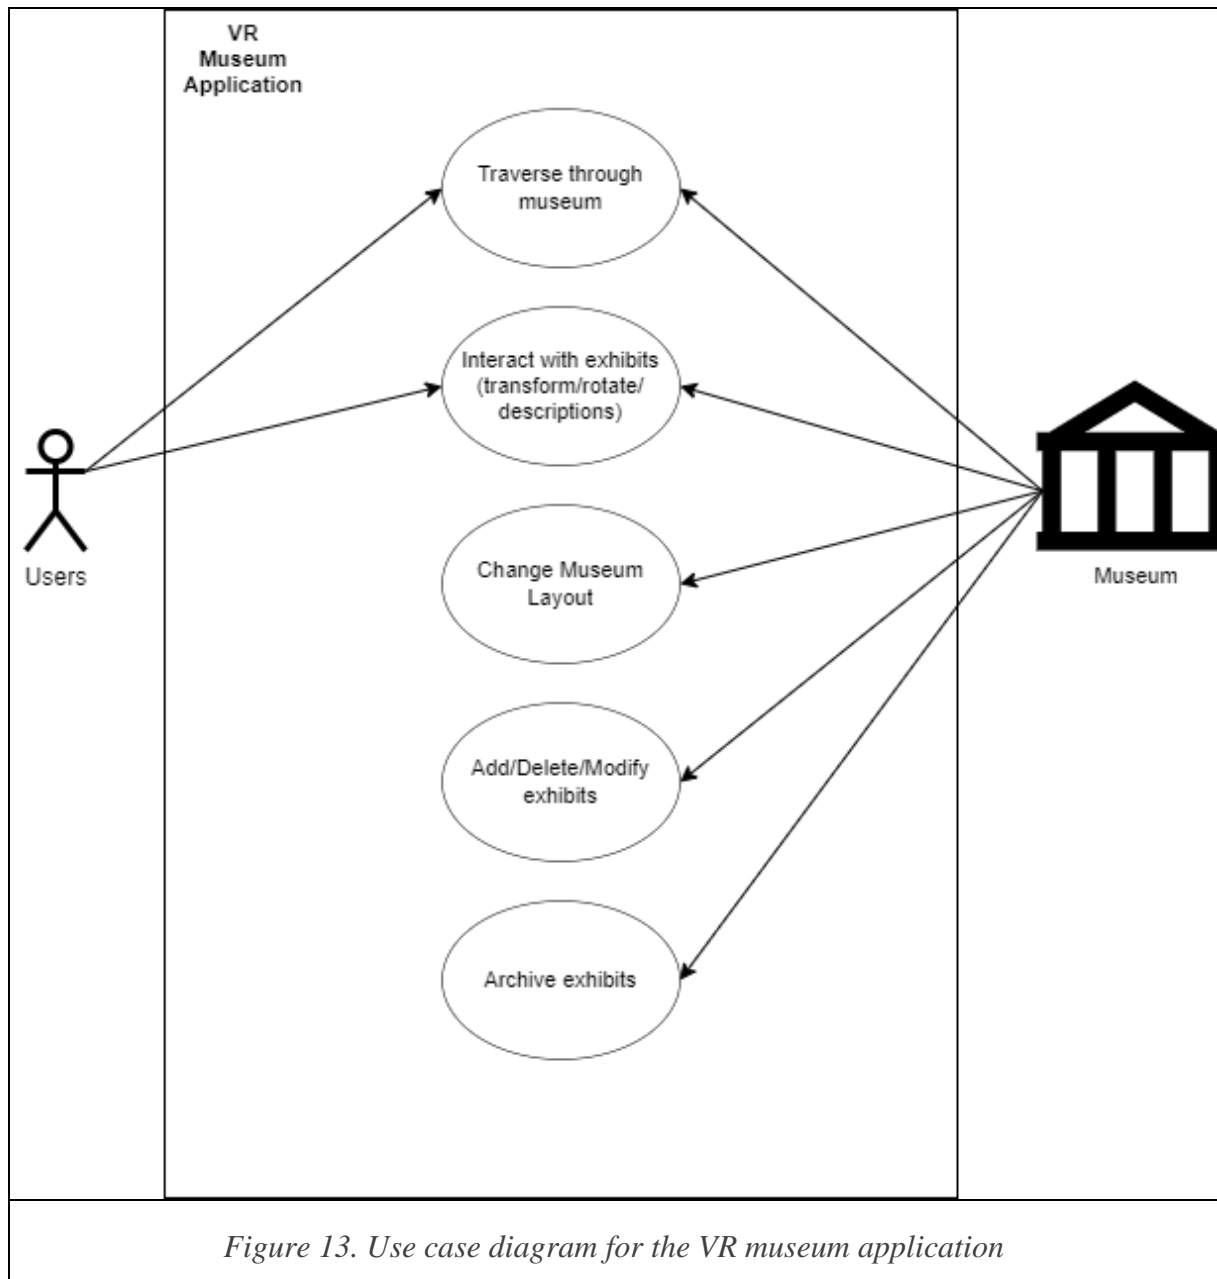 VR
Museum
Application
Traverse through
museum
Interact with exhibits
(transform/rotate/
descriptions)
Users
Museum
Change Museum
Layout
Add/Delete/Modify
exhibits
Archive exhibits
Figure 13. Use case diagram for the VR museum application